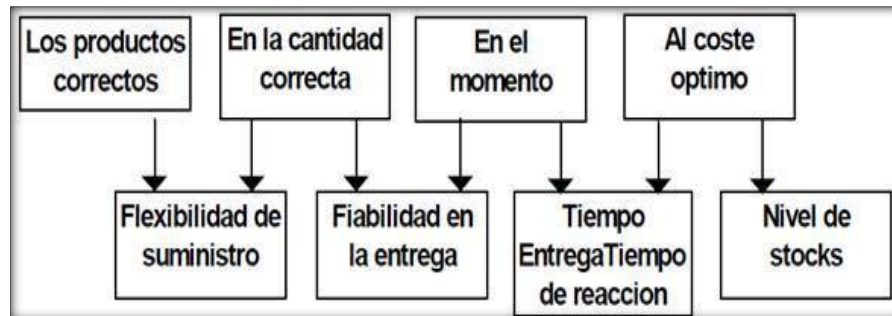 Los productos
correctos
En la cantidad
correcta
En el
momento
Al coste
optimo
Flexibilidad de
suministro
Fiabilidad en
la entrega
Tiempo
EntregaTiempo
de reaccion
Nivel de
stocks